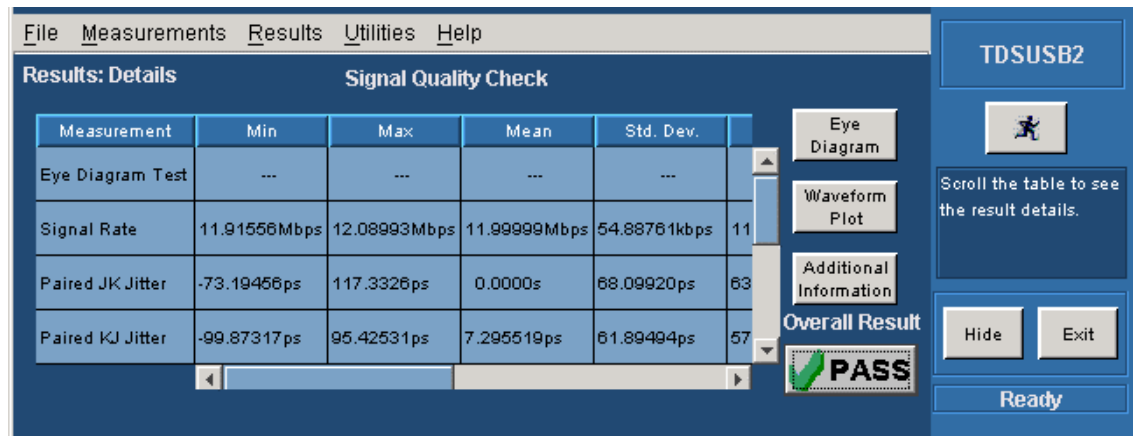 File Measurements Results Utilities Help
TDSUSB2
Results: Details
Signal Quality Check
Measurement Min Max Mean Std. Dev.
Eye Diagram Test --- --- --- ---
Signal Rate 11.91556Mbps 12.08993Mbps 11.99999Mbps 54.88761kbps 11
Paired JK Jitter -73.19456ps 117.3326ps 0.0000s 68.09920ps 63
Paired KJ Jitter -99.87317ps 95.42531ps 7.295519ps 61.89494ps 57
Eye
Diagram
Waveform
Plot
Additional
Information
Overall Result
PASS
Scroll the table to see
the result details.
Hide Exit
Ready